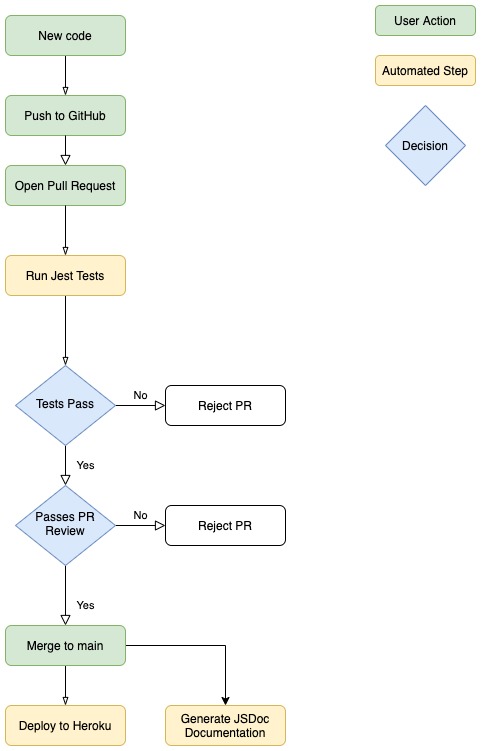 New code
User Action
Automated Step
Push to GitHub
Decision
Open Pull Request
Run Jest Tests
Tests Pass
No
Reject PR
Yes
Passes PR
Review
No
Reject PR
Yes
Merge to main
Deploy to Heroku
Generate JSDoc
Documentation